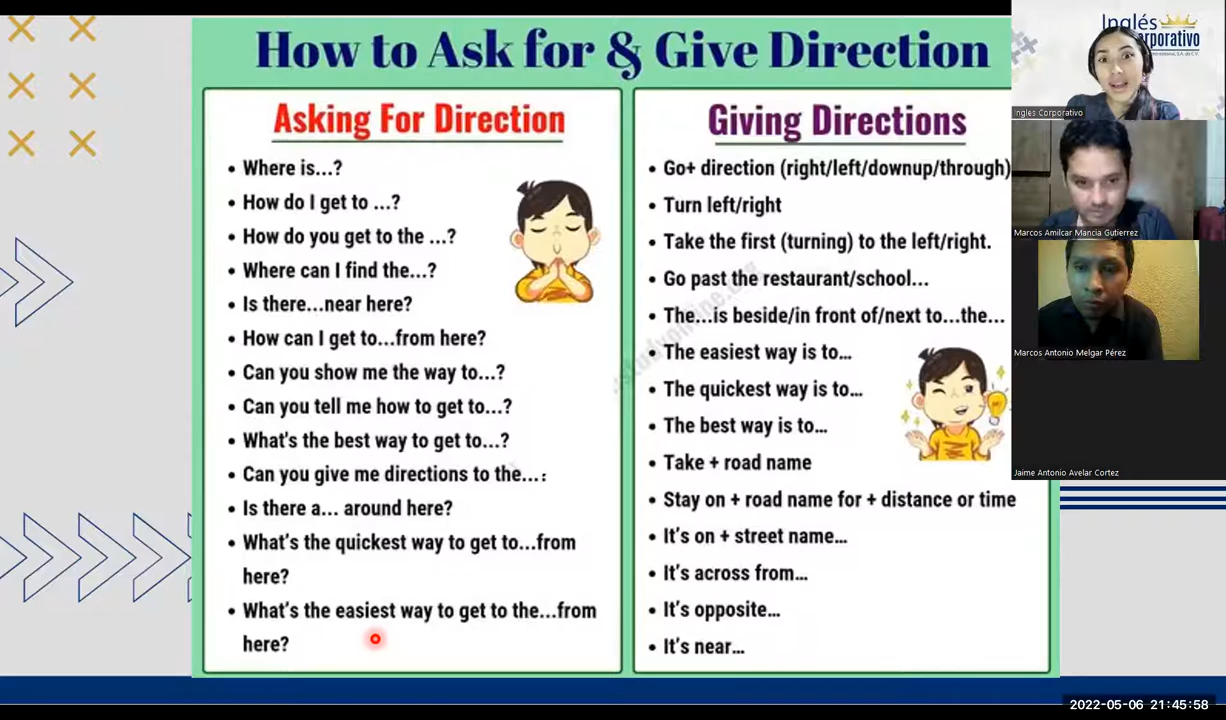 How to Ask for & Give Direction
Asking For Direction
• Where is...?
• How do I get to ...?
• How do you get to the ...?
• Where can I find the...?
• Is there...near here?
• How can I get to...from here?
• Can you show me the way to...?
• Can you tell me how to get to...?
• What's the best way to get to...?
• Can you give me directions to the...:
• Is there a... around here?
• What's the quickest way to get to...from
here?
• What's the easiest way to get to the...from
here?
Giving Directions
• Go+ direction (right/left/downup/through)
• Turn left/right
• Take the first (turning) to the left/right.
• Go past the restaurant/school...
• The...is beside/in front of/next to...the...
• The easiest way is to...
• The quickest way is to...
• The best way is to...
• Take + road name
• Stay on + road name for + distance or time
• It's on + street name...
• It's across from...
• It's opposite...
• It's near...
Inglés
Ingles Corporativo
Marcos Amilcar Mancia Gutierrez
Marcos Antonio Melgar Pérez
Jaime Antonio Avelar Cortez
2022-05-06 21:45:58